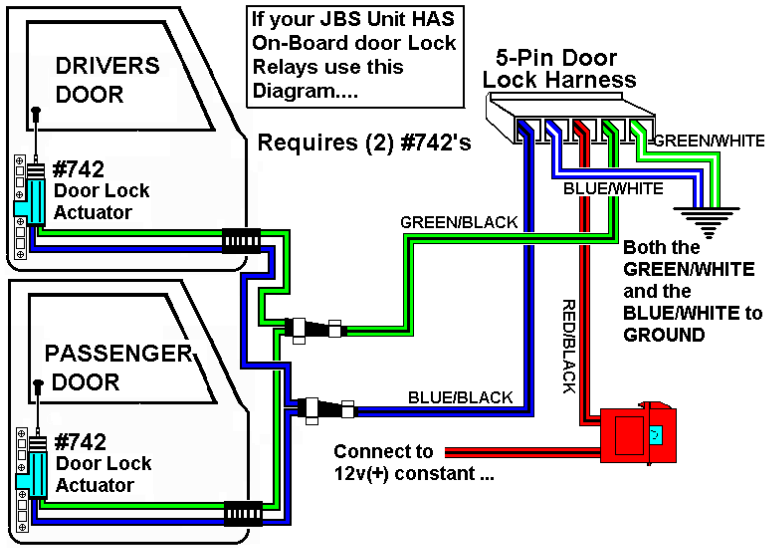 If your JBS Unit HAS
On-Board door Lock
Relays use this
Diagram....
5-Pin Door
Lock Harness
DRIVERS
DOOR
Requires (2) #742's
#742
Door Lock
Actuator
GREEN/WHITE
BLUE/WHITE
GREEN/BLACK
Both the
GREEN/WHITE
and the
BLUE/WHITE to
GROUND
RED/BLACK
PASSENGER
DOOR
BLUE/BLACK
#742
Door Lock
Actuator
Connect to
12v(+) constant ...